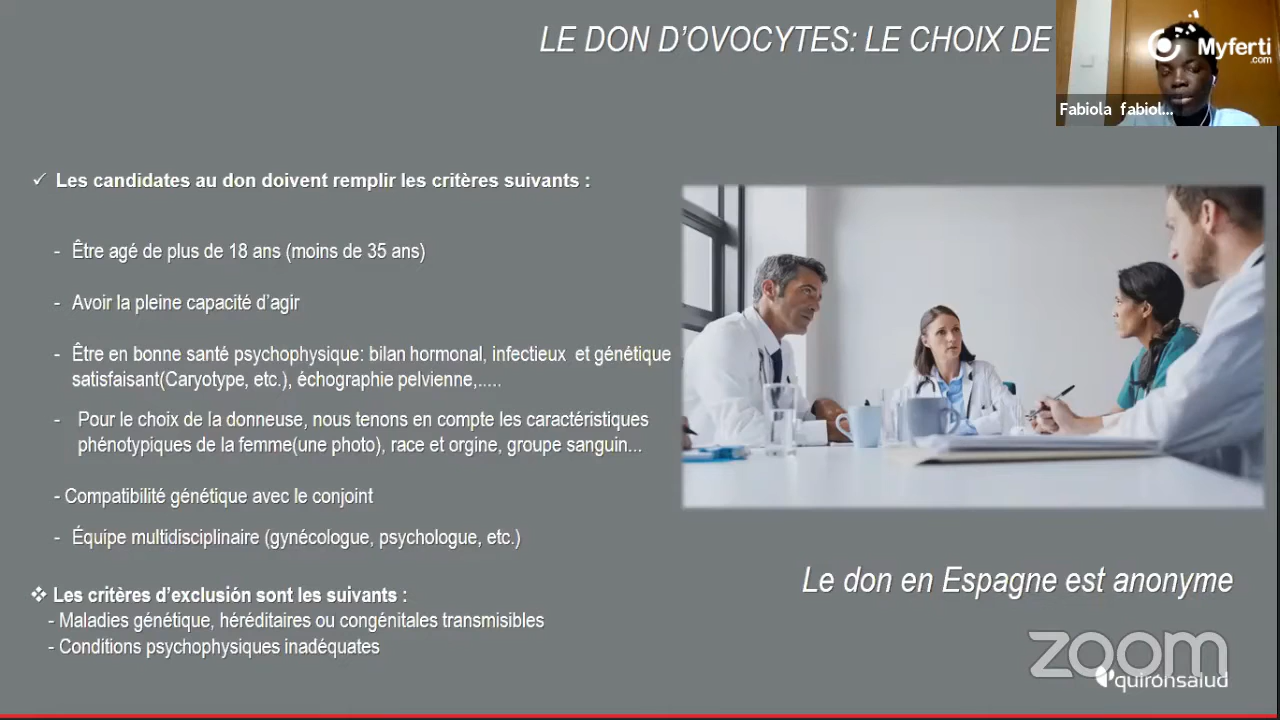 LE DON D'OVOCYTES: LE CHOIX DE
Myferti
.com
Fabiola fabiol...
✓ Les candidates au don doivent remplir les critères suivants :
- Être agé de plus de 18 ans (moins de 35 ans)
- Avoir la pleine capacité d'agir
- Être en bonne santé psychophysique: bilan hormonal, infectieux et génétique
satisfaisant(Caryotype, etc.), échographie pelvienne,.....
- Pour le choix de la donneuse, nous tenons en compte les caractéristiques
phénotypiques de la femme(une photo), race et orgine, groupe sanguin...
- Compatibilité génétique avec le conjoint
- Équipe multidisciplinaire (gynécologue, psychologue, etc.)
❖ Les critères d'exclusión sont les suivants :
- Maladies génétique, héréditaires ou congénitales transmisibles
- Conditions psychophysiques inadéquates
Le don en Espagne est anonyme
zoom
quirónsalud